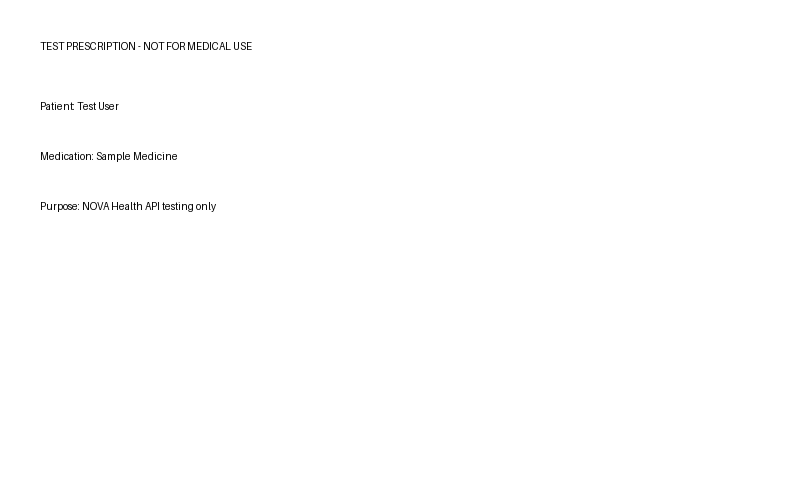 TEST PRESCRIPTION - NOT FOR MEDICAL USE
Patient: Test User
Medication: Sample Medicine
Purpose: NOVA Health API testing only